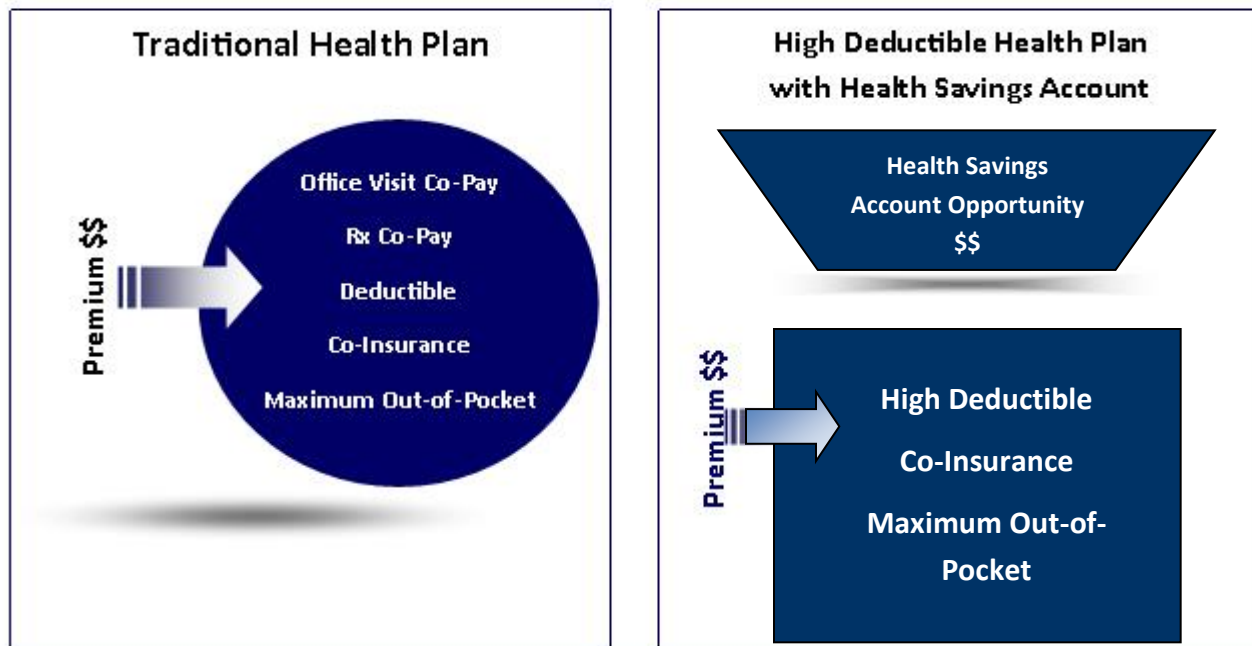 Traditional Health Plan
Premium $$
Office Visit Co-Pay
Rx Co-Pay
Deductible
Co-Insurance
Maximum Out-of-Pocket
High Deductible Health Plan
with Health Savings Account
Health Savings
Account Opportunity
$$
Premium $$
High Deductible
Co-Insurance
Maximum Out-of-
Pocket